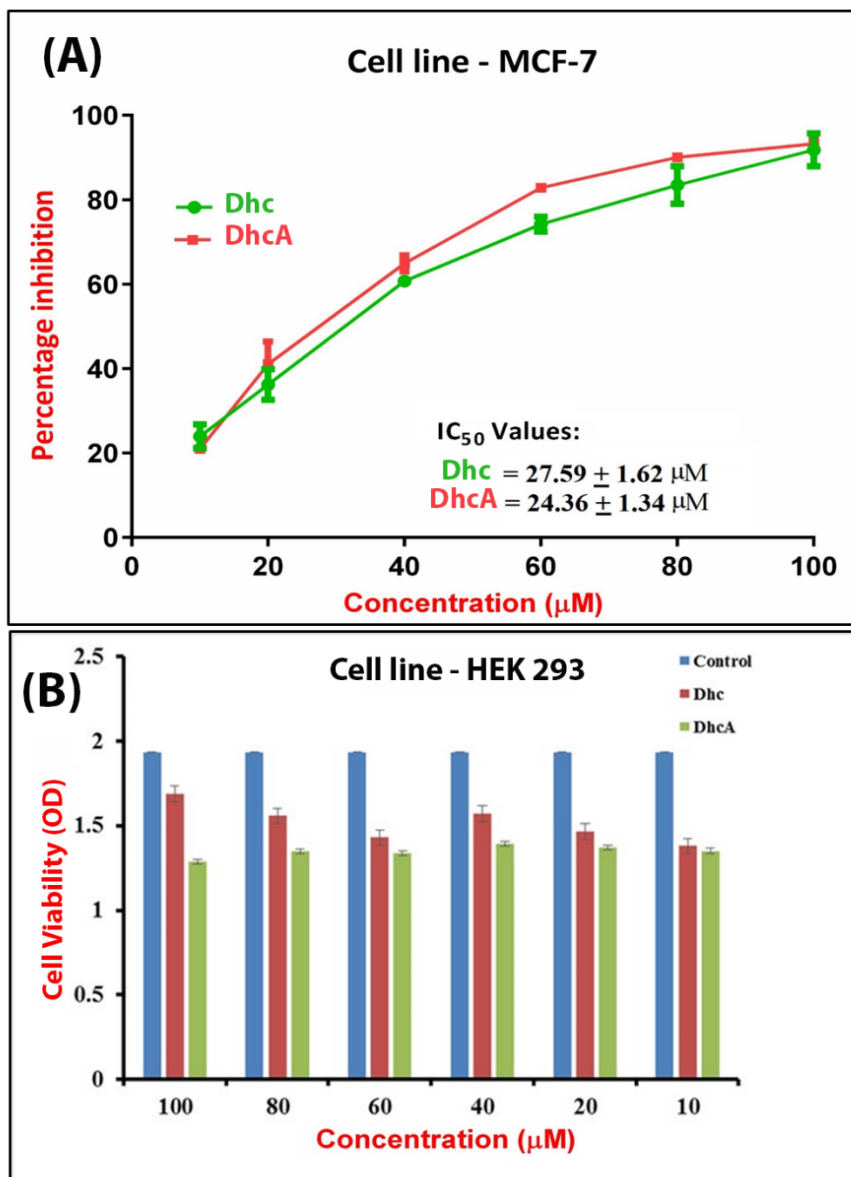 (A)
Cell line - MCF-7
Percentage inhibition
100
80
60
40
20
0
Dhc
DhcA
IC50 Values:
Dhc = 27.59 ± 1.62 μM
DhcA = 24.36 ± 1.34 μM
0 20 40 60 80 100
Concentration (μM)
(B)
Cell line - HEK 293
Control
Dhc
DhcA
Cell Viability (OD)
2.5
2
1.5
1
0.5
0
100 80 60 40 20 10
Concentration (μM)